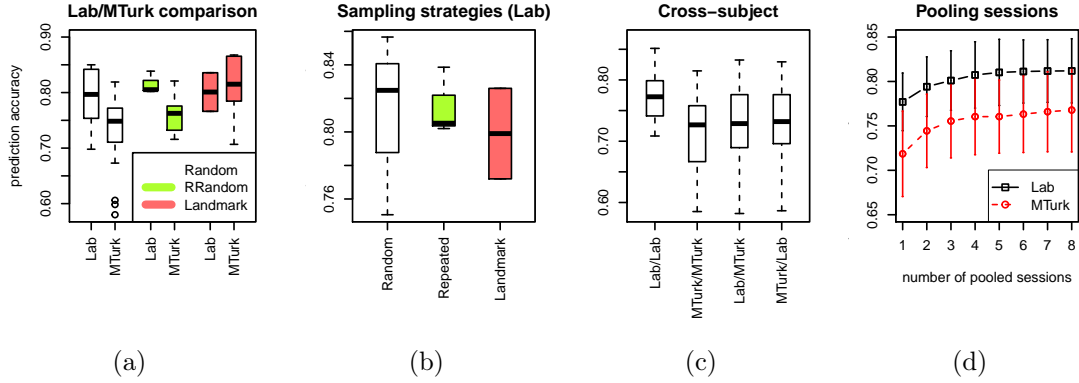 Lab/MTurk comparison
prediction accuracy
0.90
0.80
0.70
0.60
Random
RRandom
Landmark
Lab
MTurk
Lab
MTurk
Lab
MTurk
(a)
Sampling strategies (Lab)
0.84
0.80
0.76
Random
Repeated
Landmark
(b)
Cross−subject
0.80
0.70
0.60
Lab/Lab
MTurk/MTurk
Lab/MTurk
MTurk/Lab
(c)
Pooling sessions
0.85
0.80
0.75
0.70
0.65
Lab
MTurk
1 2 3 4 5 6 7 8
number of pooled sessions
(d)